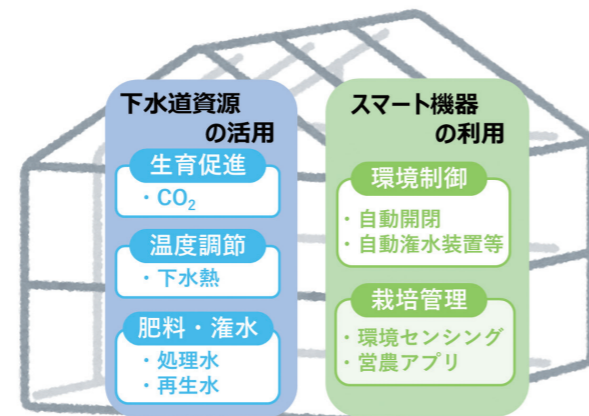 下水道資源
の活用
生育促進
・CO₂
温度調節
・下水熱
肥料・潅水
・処理水
・再生水
スマート機器
の利用
環境制御
・自動開閉
・自動潅水装置等
栽培管理
・環境センシング
・営農アプリ